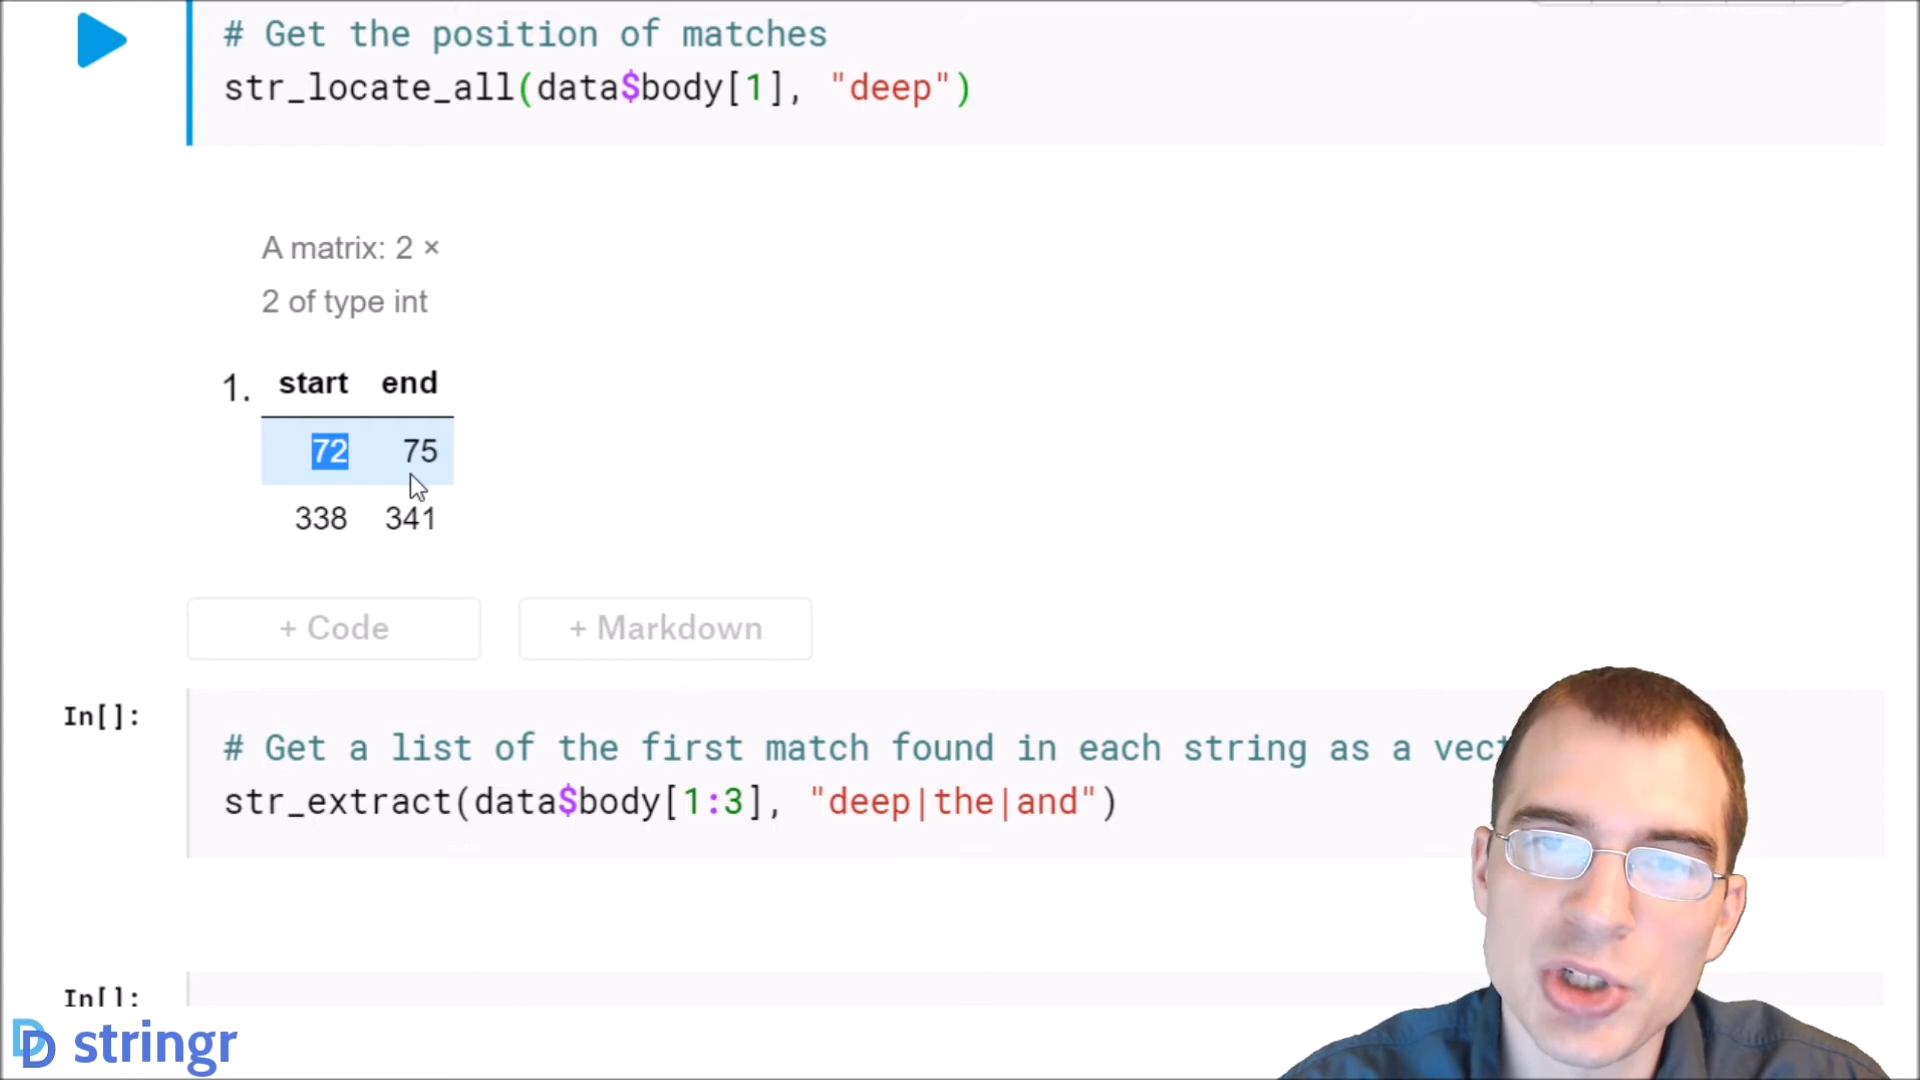 # Get the position of matches
str_locate_all(data$body[1], "deep")
A matrix: 2 ×
2 of type int
1. start end
72 75
338 341
+ Code + Markdown
In[]:
# Get a list of the first match found in each string as a
str_extract(data$body[1:3], "deep|the|and")
In[]:
stringr